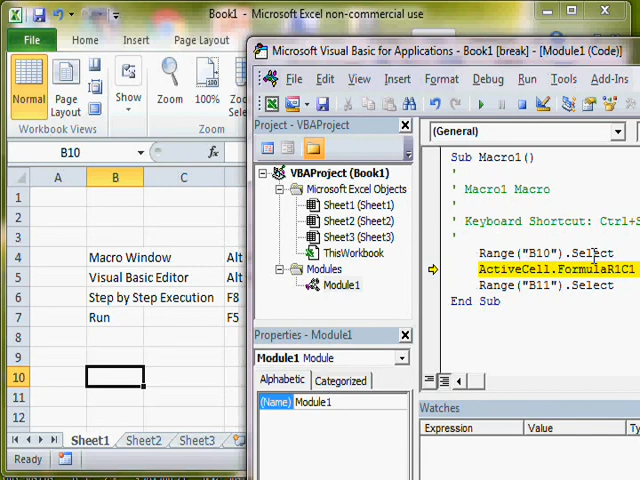 Book1 - Microsoft Excel non-commercial use
File Home Insert Page Layout
Normal
Page
Layout
Show
Zoom
100%
Zoom
Workbook Views
Zoom
B10
fx
A B C
1
2
3
4 Macro Window Alt
5 Visual Basic Editor Alt
6 Step by Step Execution F8
7 Run F5
8
9
10
11
12
Sheet1 Sheet2 Sheet3
Ready
Microsoft Visual Basic for Applications - Book1 [break] - [Module1 (Code)]
File Edit View Insert Format Debug Run Tools Add-Ins
Project - VBAProject
VBAProject (Book1)
Microsoft Excel Objects
Sheet1 (Sheet1)
Sheet2 (Sheet2)
Sheet3 (Sheet3)
ThisWorkbook
Modules
Module1
Properties - Module1
Module1 Module
Alphabetic Categorized
(Name) Module1
(General)
Sub Macro1()
'
' Macro1 Macro
'
' Keyboard Shortcut: Ctrl+S
'
Range("B10").Select
ActiveCell.FormulaR1C1
Range("B11").Select
End Sub
Watches
Expression Value Ty